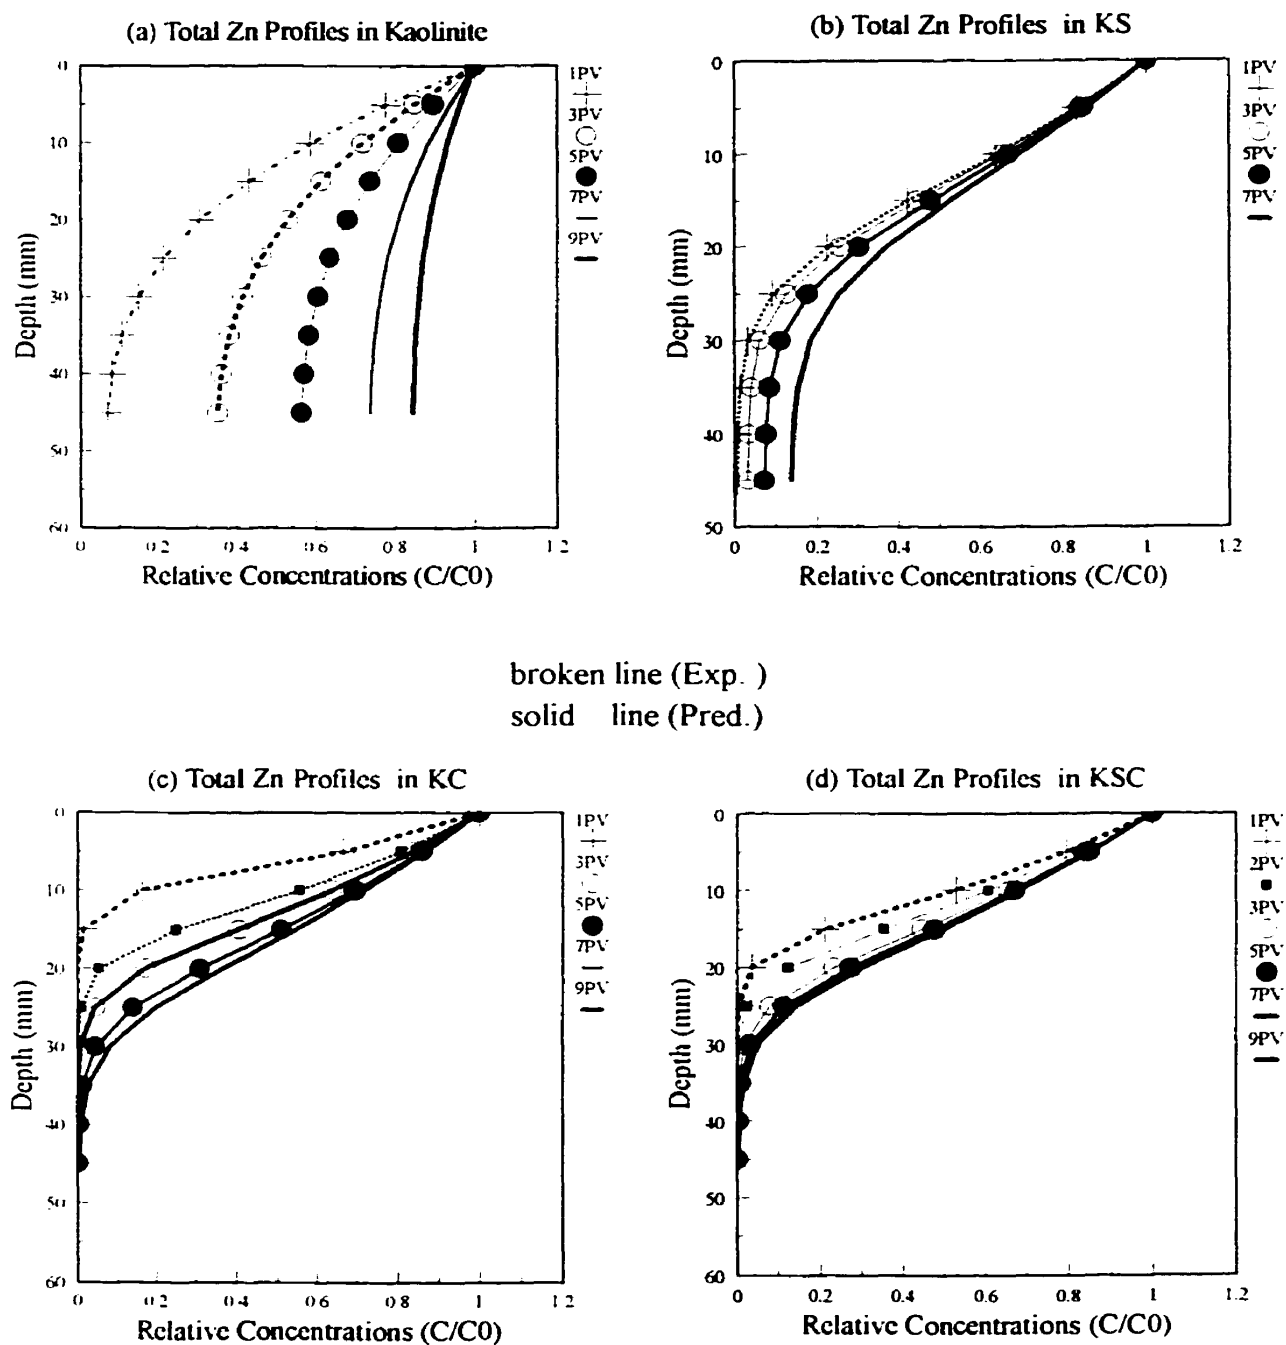 (a) Total Zn Profiles in Kaolinite
0
10
20
30
40
50
60
Depth (mm)
0 0.2 0.4 0.6 0.8 1 1.2
Relative Concentrations (C/C0)
1PV
3PV
5PV
7PV
9PV
(b) Total Zn Profiles in KS
0
10
20
30
40
50
Depth (mm)
0 0.2 0.4 0.6 0.8 1 1.2
Relative Concentrations (C/C0)
1PV
3PV
5PV
7PV
broken line (Exp. )
solid line (Pred.)
(c) Total Zn Profiles in KC
0
10
20
30
40
50
60
Depth (mm)
0 0.2 0.4 0.6 0.8 1 1.2
Relative Concentrations (C/C0)
1PV
3PV
5PV
7PV
9PV
(d) Total Zn Profiles in KSC
0
10
20
30
40
50
60
Depth (mm)
0 0.2 0.4 0.6 0.8 1 1.2
Relative Concentrations (C/C0)
1PV
2PV
3PV
5PV
7PV
9PV